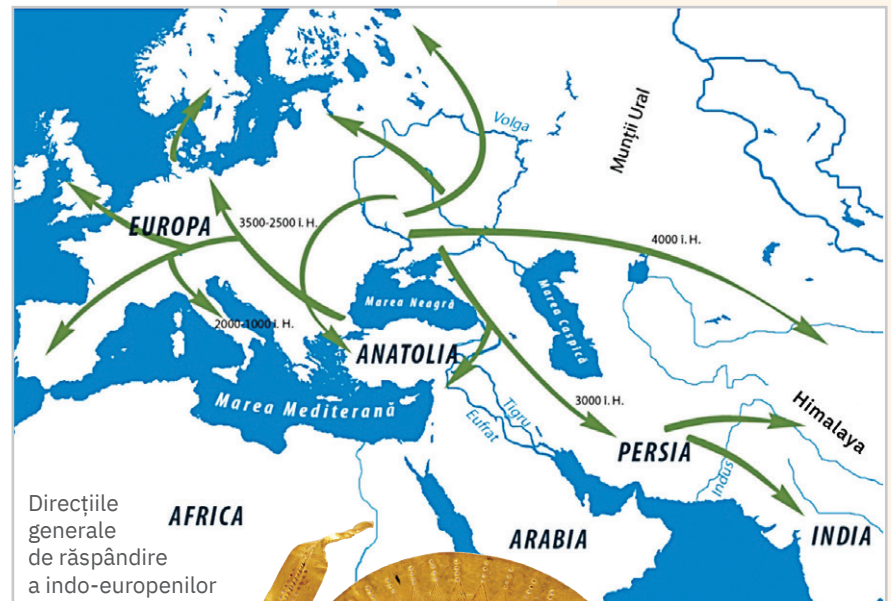 Volga
Munții Ural
EUROPA
3500-2500 î. H.
4000 î. H.
Marea Neagră
Marea Caspică
2000-1000 î. H.
ANATOLIA
Marea Mediterană
3000 î. H.
Himalaya
Tigru
Eufrat
PERSIA
Indus
Direcțiile
generale
de răspândire
a indo-europenilor
AFRICA
ARABIA
INDIA